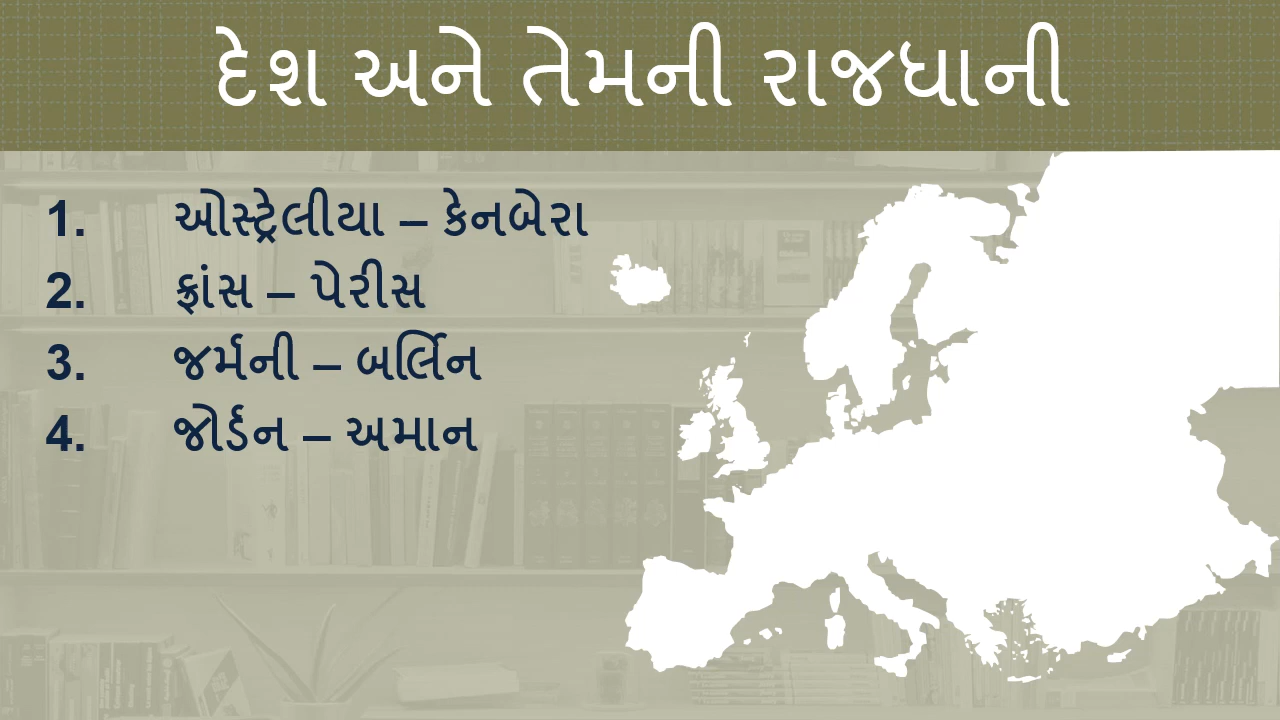 દેશ અને તેમની રાજધાની
1. ઓસ્ટ્રેલીયા – કેનબેરા
2. ફ્રાંસ – પેરીસ
3. જર્મની – બર્લિન
4. જોર્ડન – અમાન